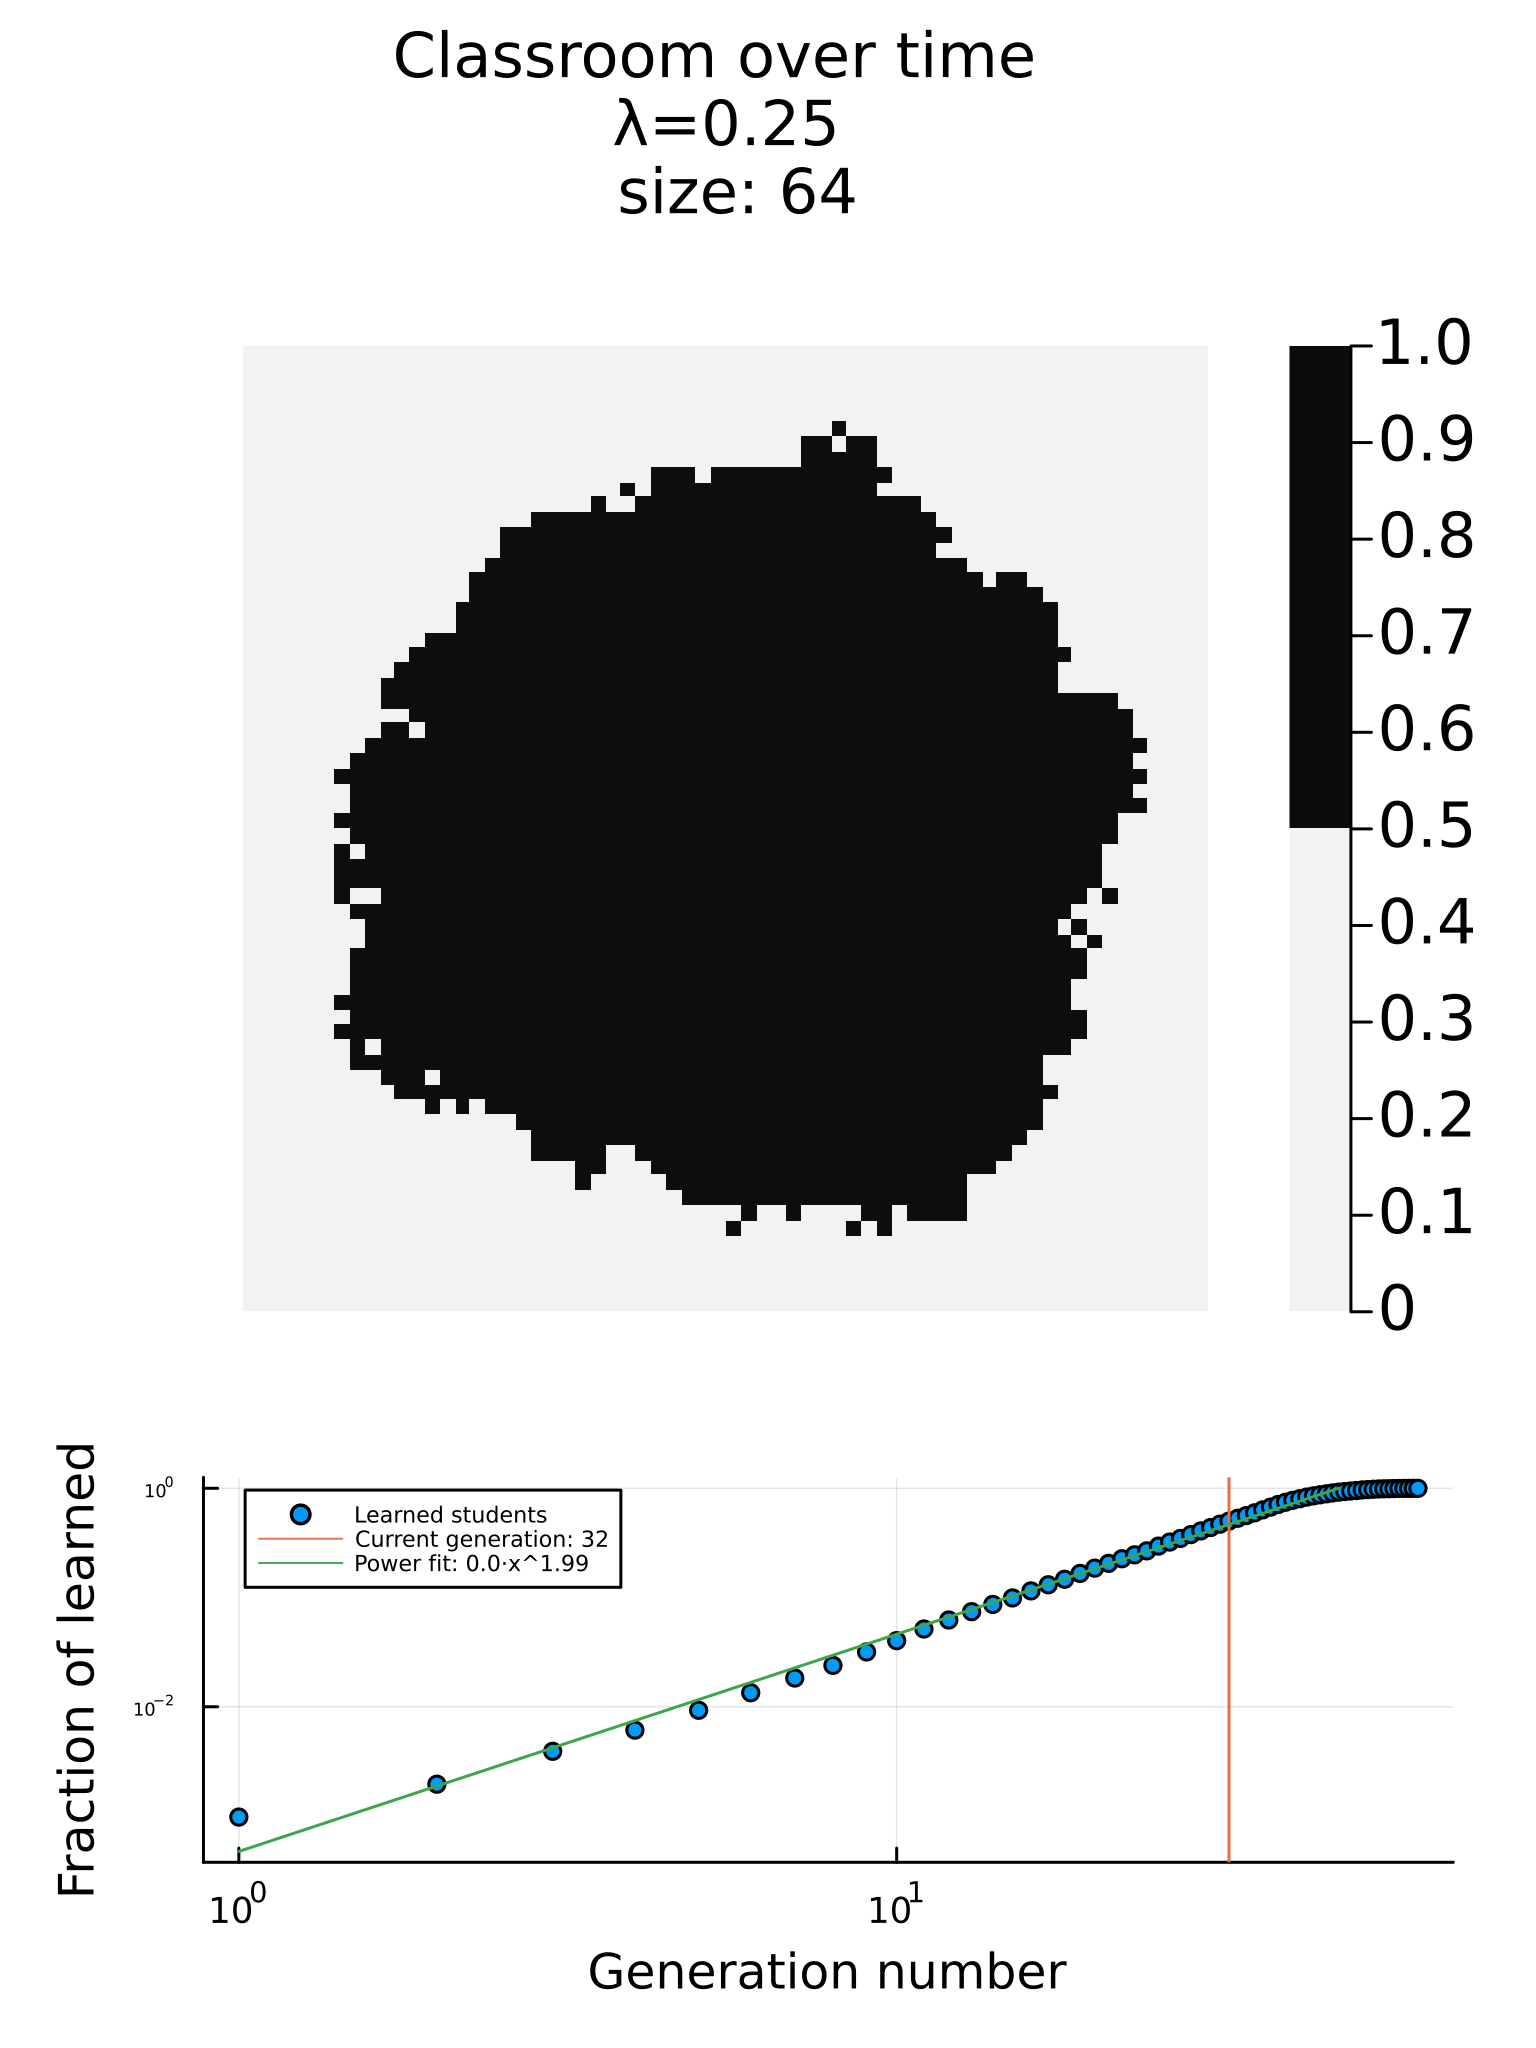 Classroom over time
λ=0.25
size: 64
1.0
0.9
0.8
0.7
0.6
0.5
0.4
0.3
0.2
0.1
0
Fraction of learned
10^0
10^-2
Learned students
Current generation: 32
Power fit: 0.0·x^1.99
10^0
10^1
Generation number